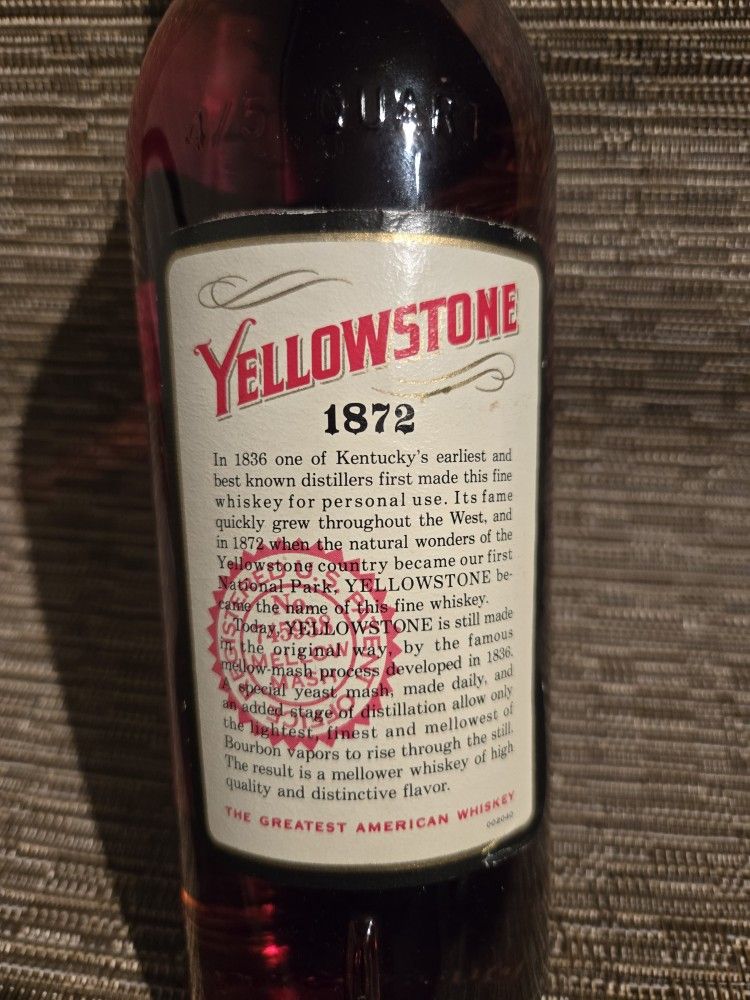 4/5 QUART
YELLOWSTONE
1872
In 1836 one of Kentucky's earliest and
best known distillers first made this fine
whiskey for personal use. Its fame
quickly grew throughout the West, and
in 1872 when the natural wonders of the
Yellowstone country became our first
National Park, YELLOWSTONE be-
came the name of this fine whiskey.
Today, YELLOWSTONE is still made
in the original way, by the famous
mellow-mash process developed in 1836.
A special yeast mash, made daily, and
an added stage of distillation allow only
the lightest, finest and mellowest of
Bourbon vapors to rise through the still.
The result is a mellower whiskey of high
quality and distinctive flavor.
REGISTERED U.S. PATENT OFFICE
No.
MELLOW
MASH
THE GREATEST AMERICAN WHISKEY